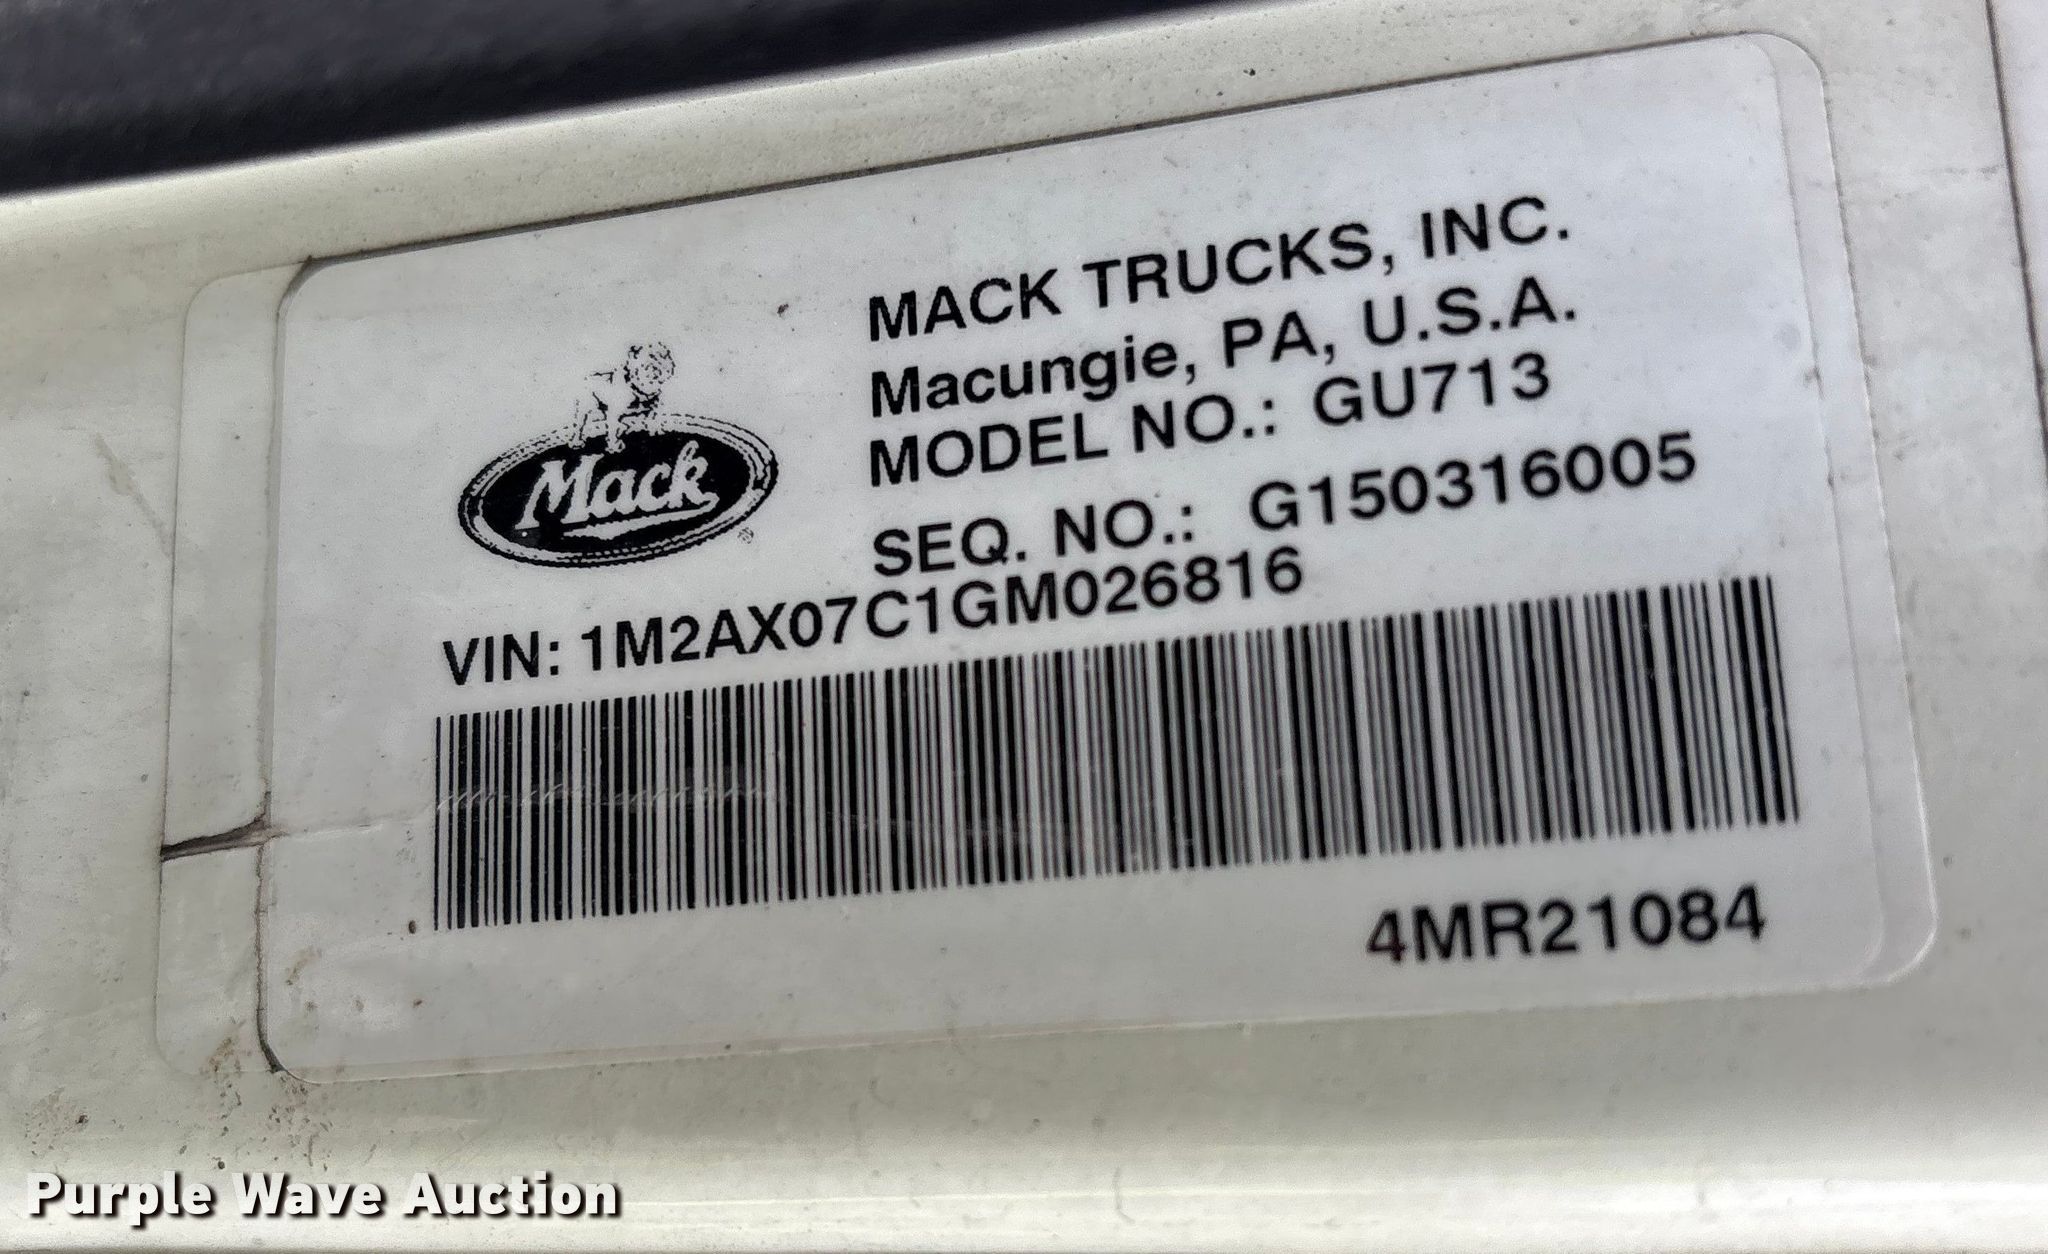 MACK TRUCKS, INC.
Macungie, PA, U.S.A.
MODEL NO.: GU713
SEQ. NO.: G150316005
Mack
®
VIN: 1M2AX07C1GM026816
4MR21084
Purple Wave Auction